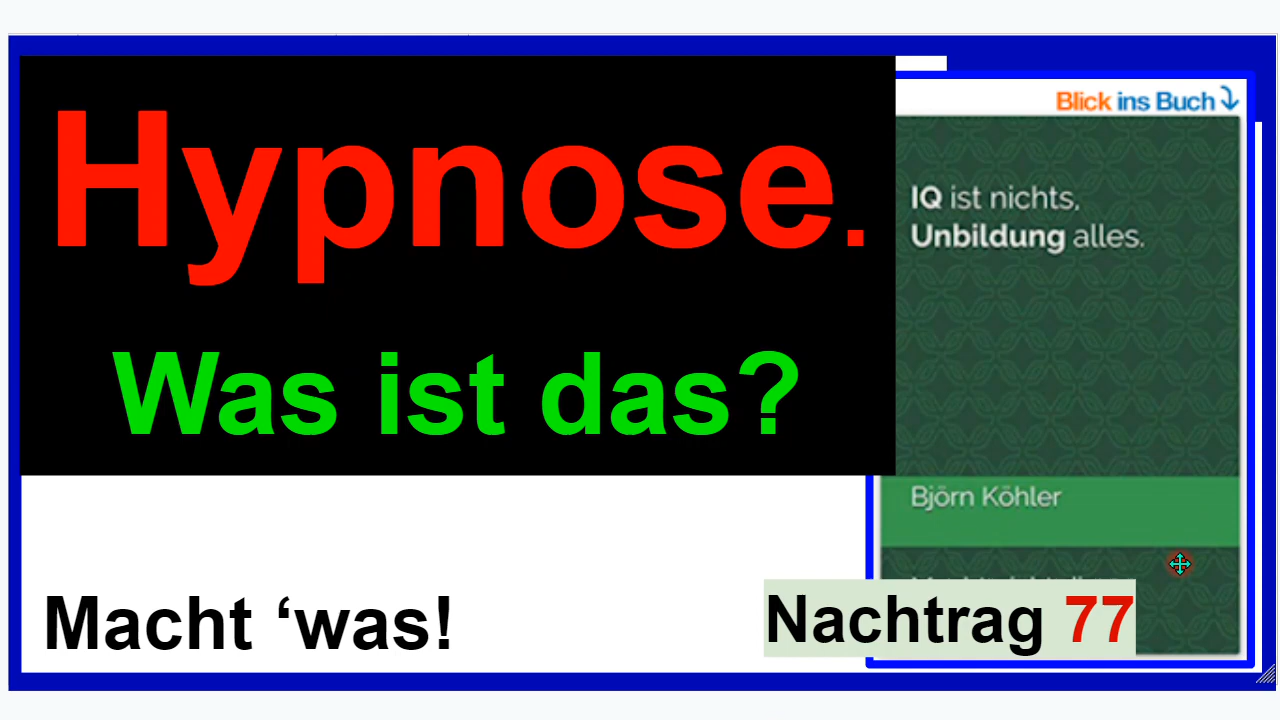 Hypnose.
Was ist das?
Blick ins Buch
IQ ist nichts,
Unbildung alles.
Björn Köhler
Macht ‘was!
Nachtrag 77